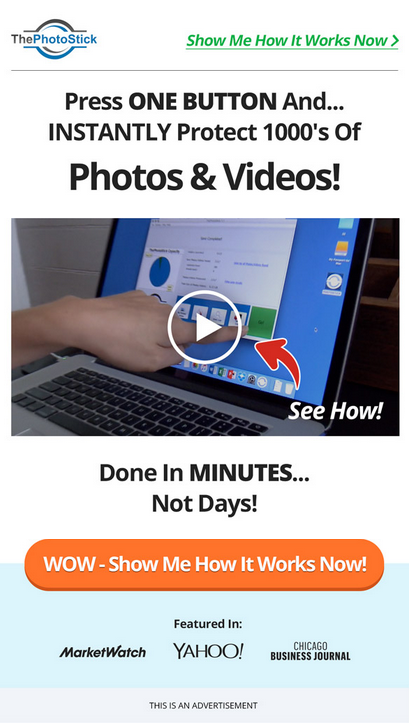 ThePhotoStick
Show Me How It Works Now
Press ONE BUTTON And...
INSTANTLY Protect 1000's Of
Photos & Videos!
See How!
Done In MINUTES...
Not Days!
WOW - Show Me How It Works Now!
Featured In:
MarketWatch
YAHOO!
CHICAGO
BUSINESS JOURNAL
THIS IS AN ADVERTISEMENT